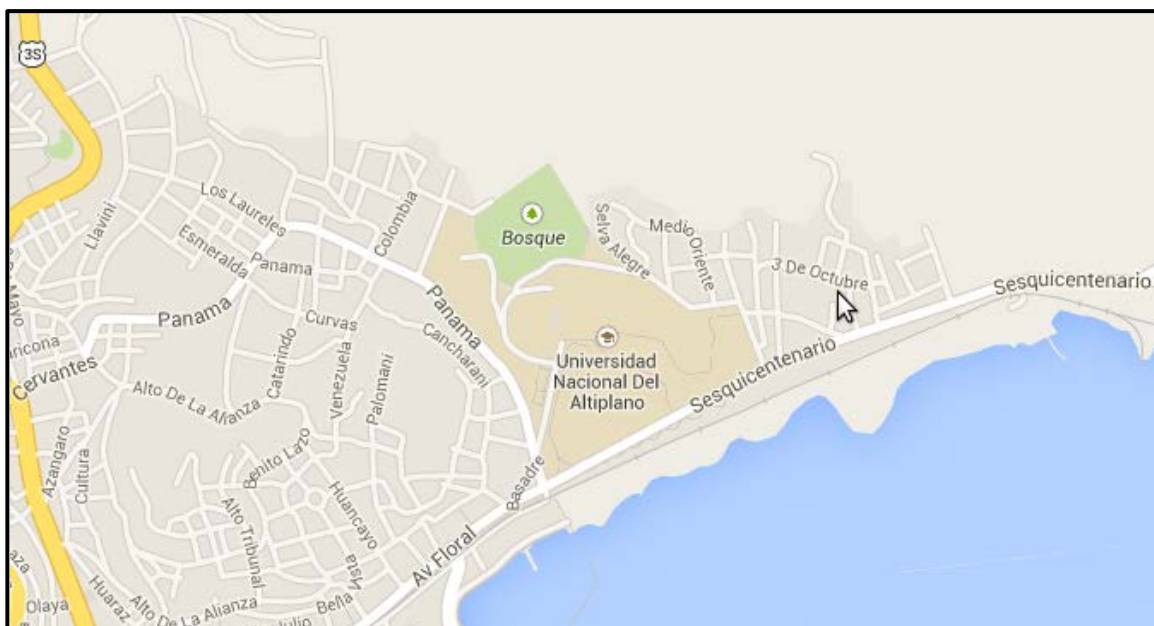 3S
Los Laureles
Llavini
Esmeralda
Panama
Colombia
Bosque
Selva Alegre
Medio Oriente
3 De Octubre
Sesquicentenario
Panama
Panama
Curvas
Cancharani
Mayo
Cervantes
Catarindo
Venezuela
Palomani
Universidad
Nacional Del
Altiplano
Sesquicentenario
Alto De La Alianza
Azangaro
Cultura
Benito Lazo
Huancayo
Basadre
Alto Tribunal
Av Floral
Bella Vista
Olaya
Huaraz
Alto De La Alianza